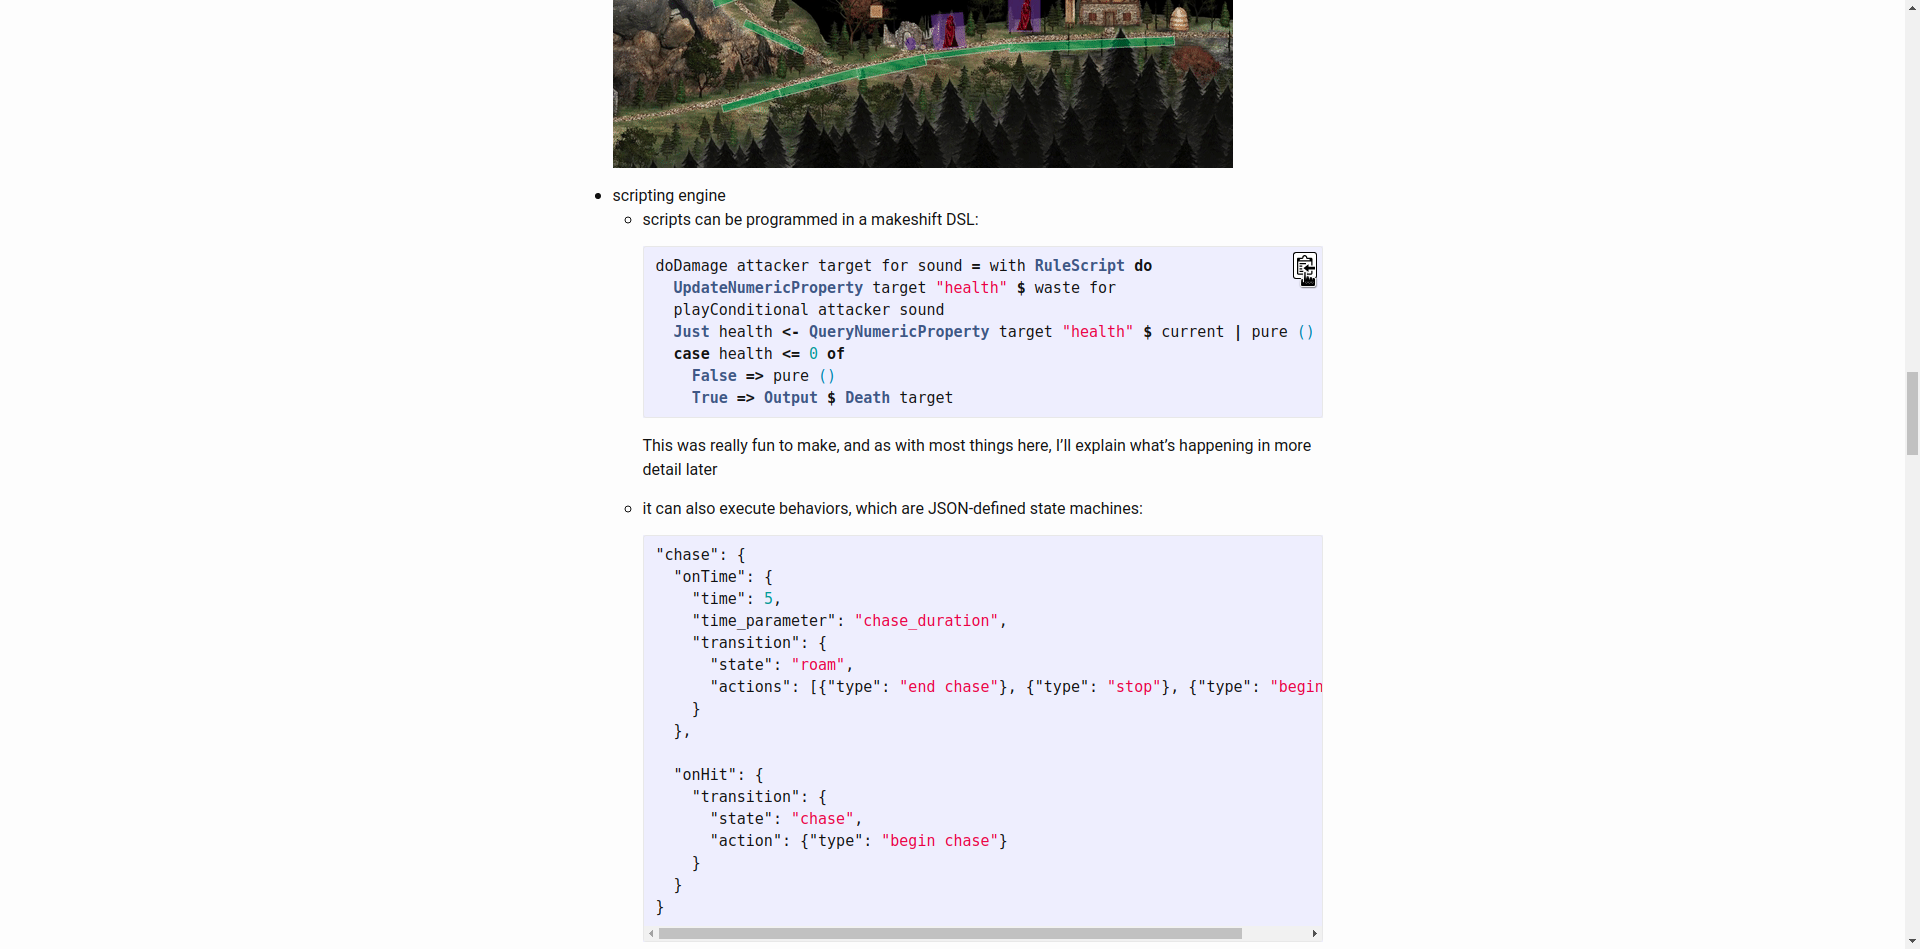 scripting engine
scripts can be programmed in a makeshift DSL:
doDamage attacker target for sound = with RuleScript do
  UpdateNumericProperty target "health" $ waste for
  playConditional attacker sound
  Just health <- QueryNumericProperty target "health" $ current | pure ()
  case health <= 0 of
    False => pure ()
    True => Output $ Death target
This was really fun to make, and as with most things here, I’ll explain what’s happening in more
detail later
it can also execute behaviors, which are JSON-defined state machines:
"chase": {
  "onTime": {
    "time": 5,
    "time_parameter": "chase_duration",
    "transition": {
      "state": "roam",
      "actions": [{"type": "end chase"}, {"type": "stop"}, {"type": "begin
    }
  },
  "onHit": {
    "transition": {
      "state": "chase",
      "action": {"type": "begin chase"}
    }
  }
}